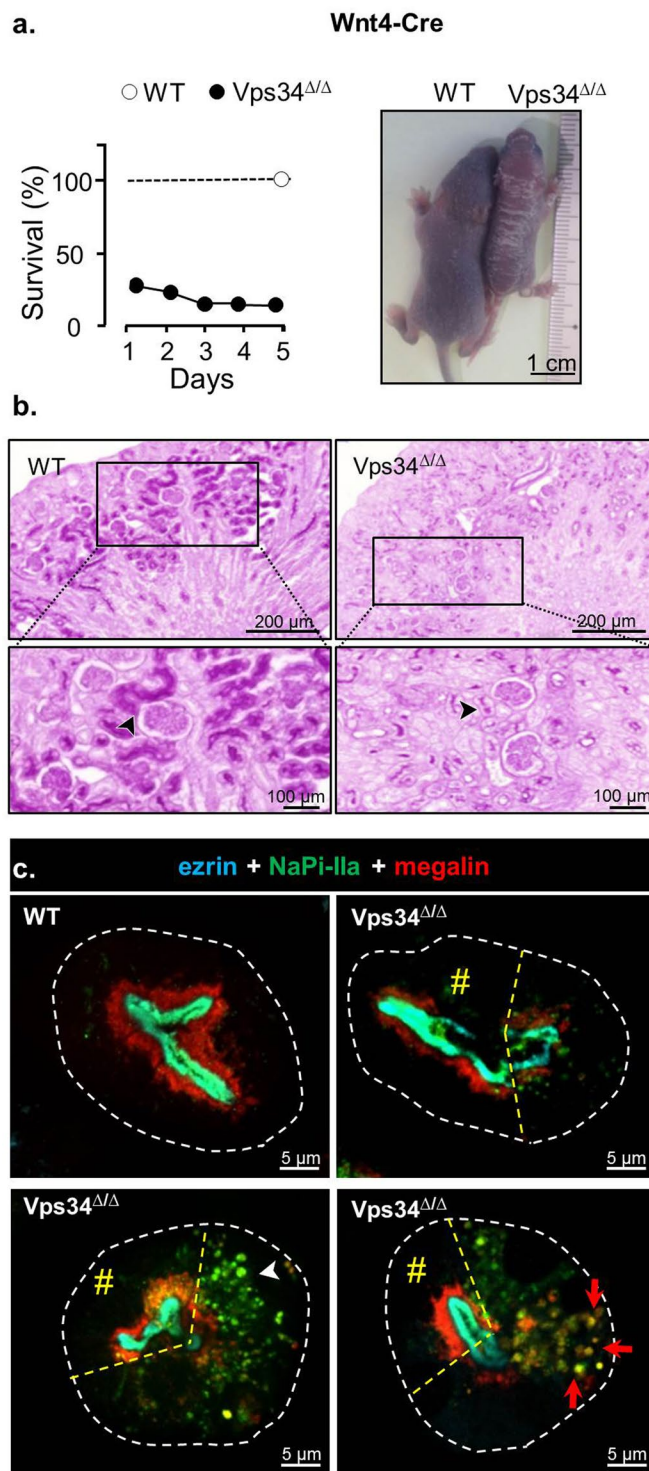 a.
Wnt4-Cre
WT Vps34Δ/Δ
WT Vps34Δ/Δ
Survival (%)
100
50
0
1 2 3 4 5
Days
1 cm
b.
WT
Vps34Δ/Δ
200 µm
200 µm
100 µm
100 µm
c.
ezrin + NaPi-IIa + megalin
WT
Vps34Δ/Δ
#
5 µm
5 µm
Vps34Δ/Δ
#
Vps34Δ/Δ
#
5 µm
5 µm